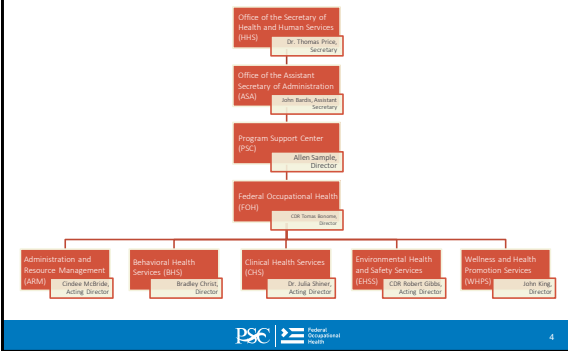 Office of the Secretary of
Health and Human Services
(HHS)
Dr. Thomas Price,
Secretary
Office of the Assistant
Secretary of Administration
(ASA)
John Bardis, Assistant
Secretary
Program Support Center
(PSC)
Allen Sample,
Director
Federal Occupational Health
(FOH)
CDR Tomas Bonome,
Director
Administration and
Resource Management
(ARM)
Cindee McBride,
Acting Director
Behavioral Health
Services (BHS)
Bradley Christ,
Director
Clinical Health Services
(CHS)
Dr. Julia Shiner,
Acting Director
Environmental Health
and Safety Services
(EHSS)
CDR Robert Gibbs,
Acting Director
Wellness and Health
Promotion Services
(WHPS)
John King,
Director
PSC
Federal
Occupational
Health
4